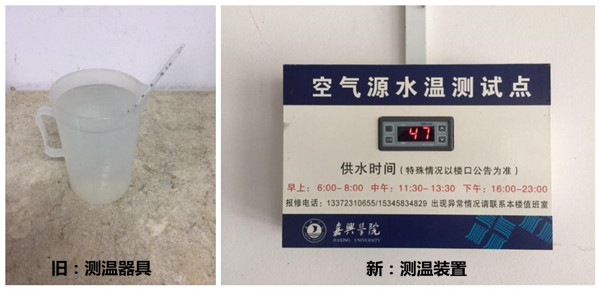 旧：测温器具
空气源水温测试点
47
供水时间（特殊情况以楼口公告为准）
早上：6:00-8:00 中午：11:30-13:30 下午：16:00-23:00
报修电话：13372310655/15345834829 出现异常情况请联系本楼值班室
嘉兴学院
JIAXING UNIVERSITY
新：测温装置